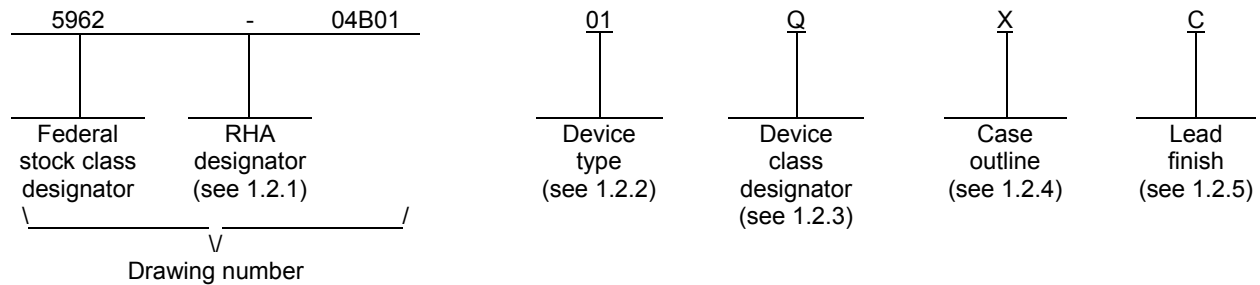 5962 - 04B01 01 Q X C
Federal stock class designator
RHA designator (see 1.2.1)
Device type (see 1.2.2)
Device class designator (see 1.2.3)
Case outline (see 1.2.4)
Lead finish (see 1.2.5)
\ / \/
Drawing number